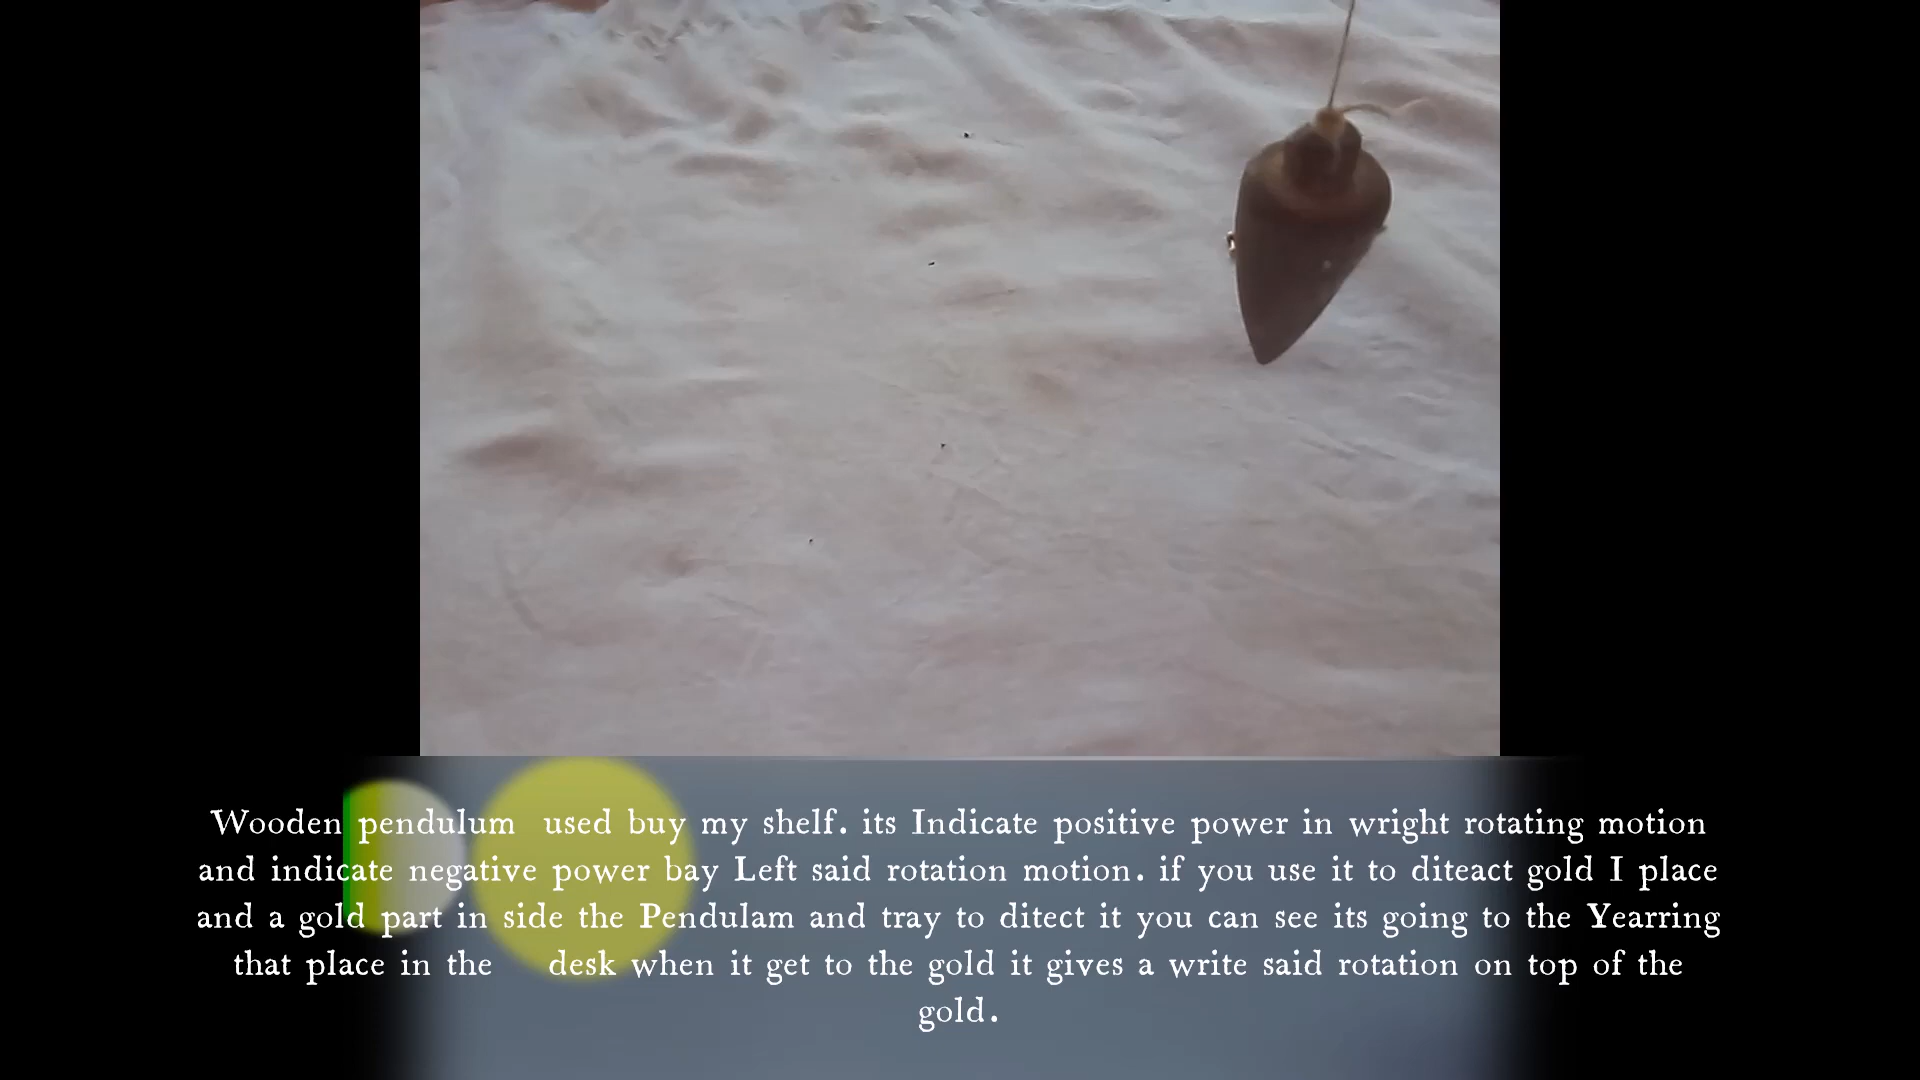 Wooden pendulum used buy my shelf. its Indicate positive power in wright rotating motion
and indicate negative power bay Left said rotation motion. if you use it to diteact gold I place
and a gold part in side the Pendulam and tray to ditect it you can see its going to the Yearring
that place in the desk when it get to the gold it gives a write said rotation on top of the
gold.